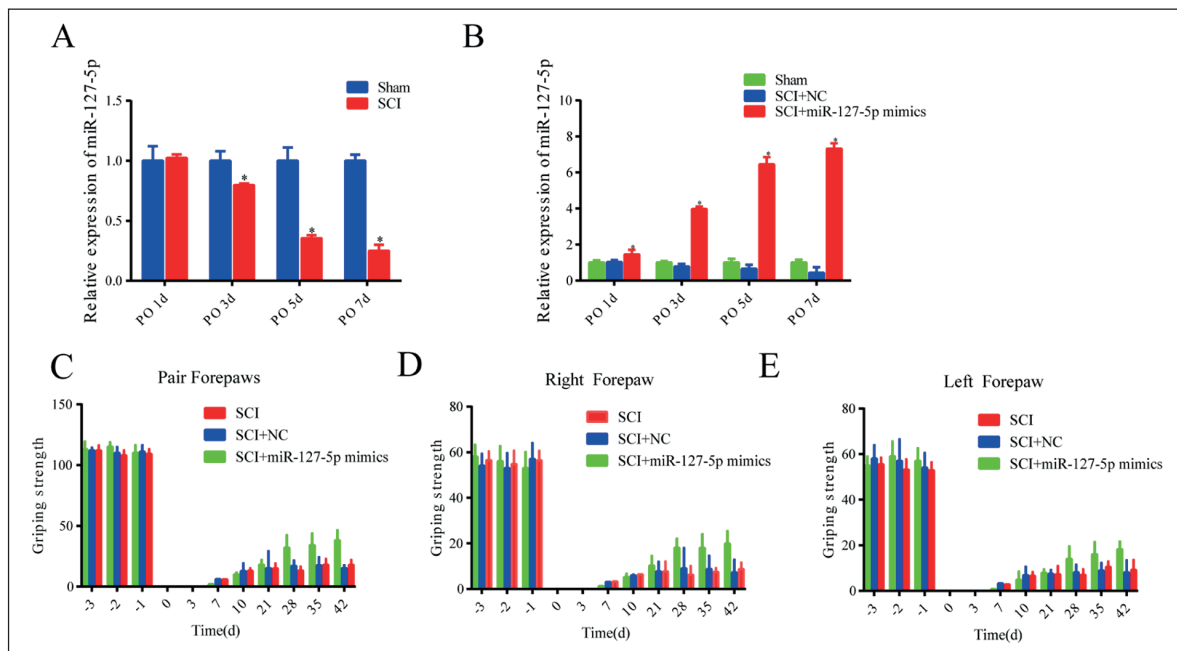 A
Relative expression of miR-127-5p
Sham
SCI
1.5
1.0
0.5
0.0
*
*
*
PO 1d
PO 3d
PO 5d
PO 7d
B
Relative expression of miR-127-5p
Sham
SCI+NC
SCI+miR-127-5p mimics
10
8
6
4
2
0
*
*
*
*
PO 1d
PO 3d
PO 5d
PO 7d
C
Pair Forepaws
Griping strength
SCI
SCI+NC
SCI+miR-127-5p mimics
150
100
50
0
-3
-2
-1
0
3
7
10
21
28
35
42
Time(d)
D
Right Forepaw
Griping strength
SCI
SCI+NC
SCI+miR-127-5p mimics
80
60
40
20
0
-3
-2
-1
0
3
7
10
21
28
35
42
Time(d)
E
Left Forepaw
Griping strength
SCI
SCI+NC
SCI+miR-127-5p mimics
80
60
40
20
0
-3
-2
-1
0
3
7
10
21
28
35
42
Time(d)